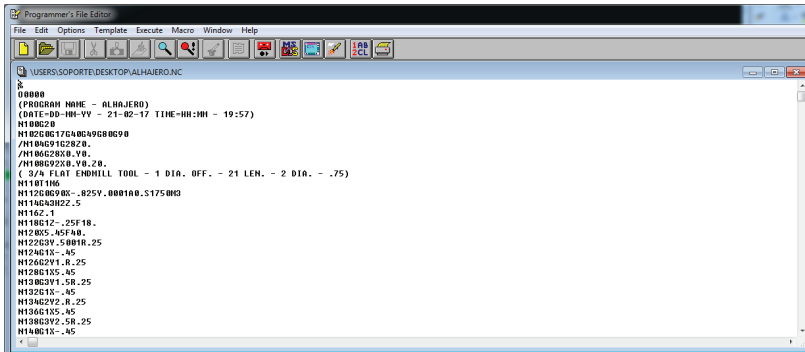 Programmer's File Editor
File Edit Options Template Execute Macro Window Help
\USERS\SOPORTE\DESKTOP\ALHAJERO.NC
%
O0000
(PROGRAM NAME - ALHAJERO)
(DATE=DD-MM-YY - 21-02-17 TIME=HH:MM - 19:57)
N100G20
N102G0G17G40G49G80G90
/N104G91G28Z0.
/N106G28X0.Y0.
/N108G92X0.Y0.Z0.
( 3/4 FLAT ENDMILL TOOL - 1 DIA. OFF. - 21 LEN. - 2 DIA. - .75)
N110T1M6
N112G0G90X-.825Y.0001A0.S1750M3
N114G43H2Z.5
N116Z.1
N118G1Z-.25F18.
N120X5.45F40.
N122G3Y.5001R.25
N124G1X-.45
N126G2Y1.R.25
N128G1X5.45
N130G3Y1.5R.25
N132G1X-.45
N134G2Y2.R.25
N136G1X5.45
N138G3Y2.5R.25
N140G1X-.45